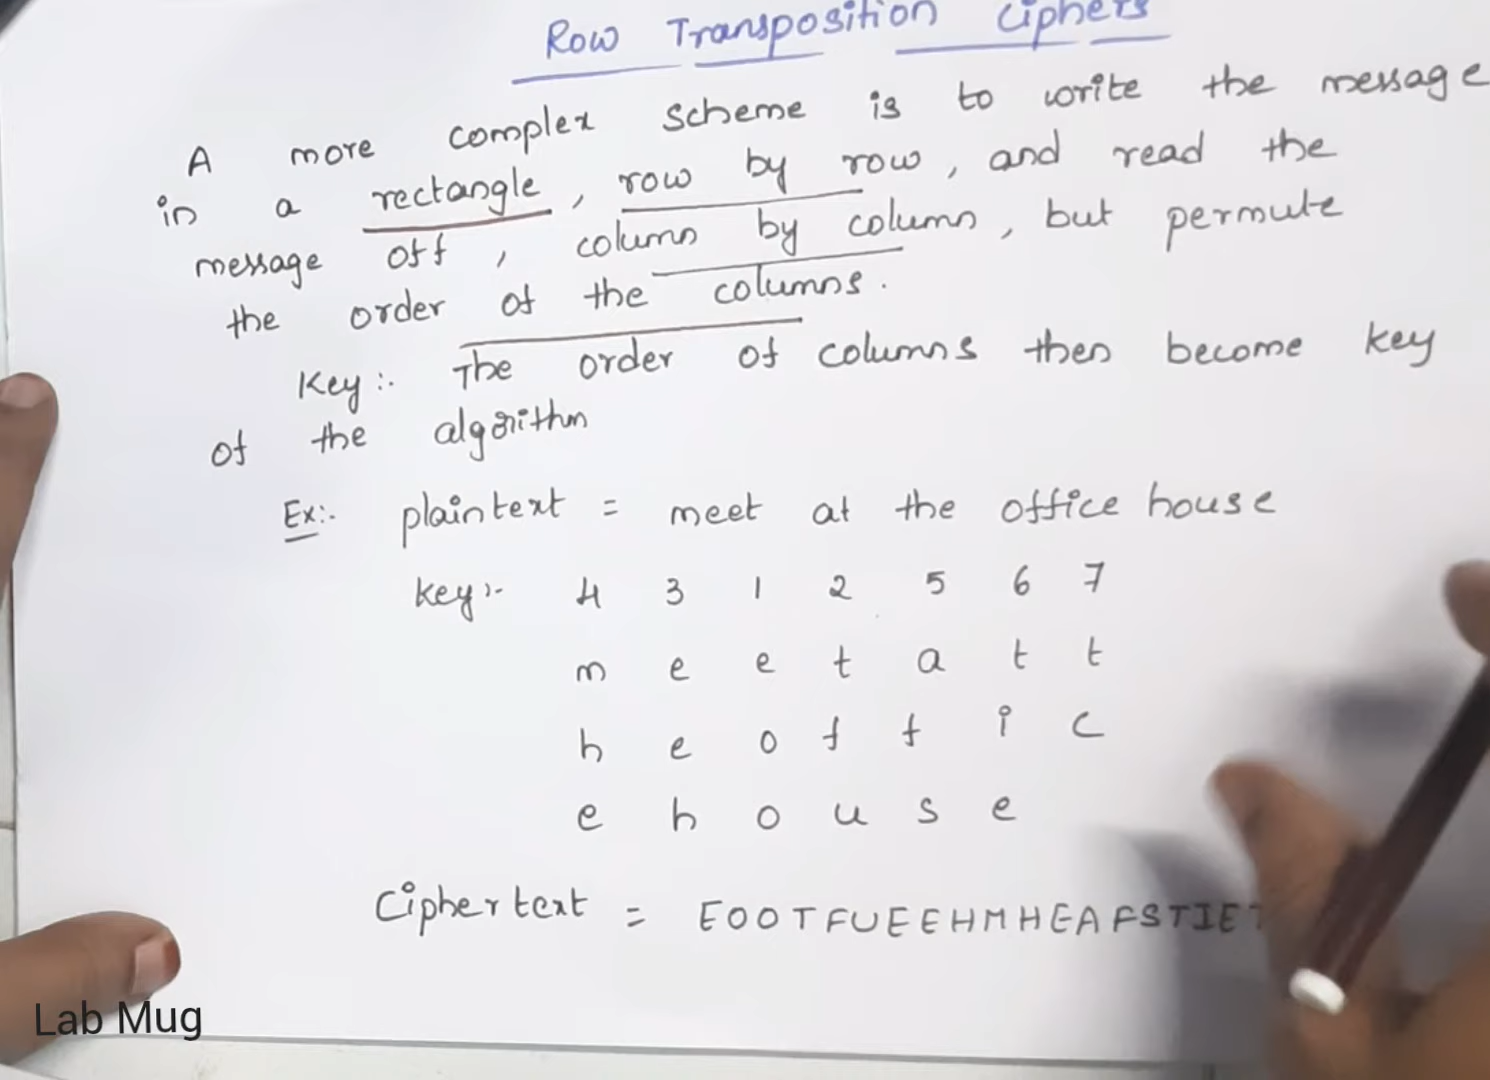 Row Transposition Ciphers
A more complex scheme is to write the message
in a rectangle, row by row, and read the
message off, column by column, but permute
the order of the columns.
Key:- The order of columns then become key
of the algorithm
Ex:- plaintext = meet at the office house
key:- 4 3 1 2 5 6 7
m e e t a t t
h e o f f i c
e h o u s e
Ciphertext = EOOTFUEEHMHEAFSTIET
Lab Mug